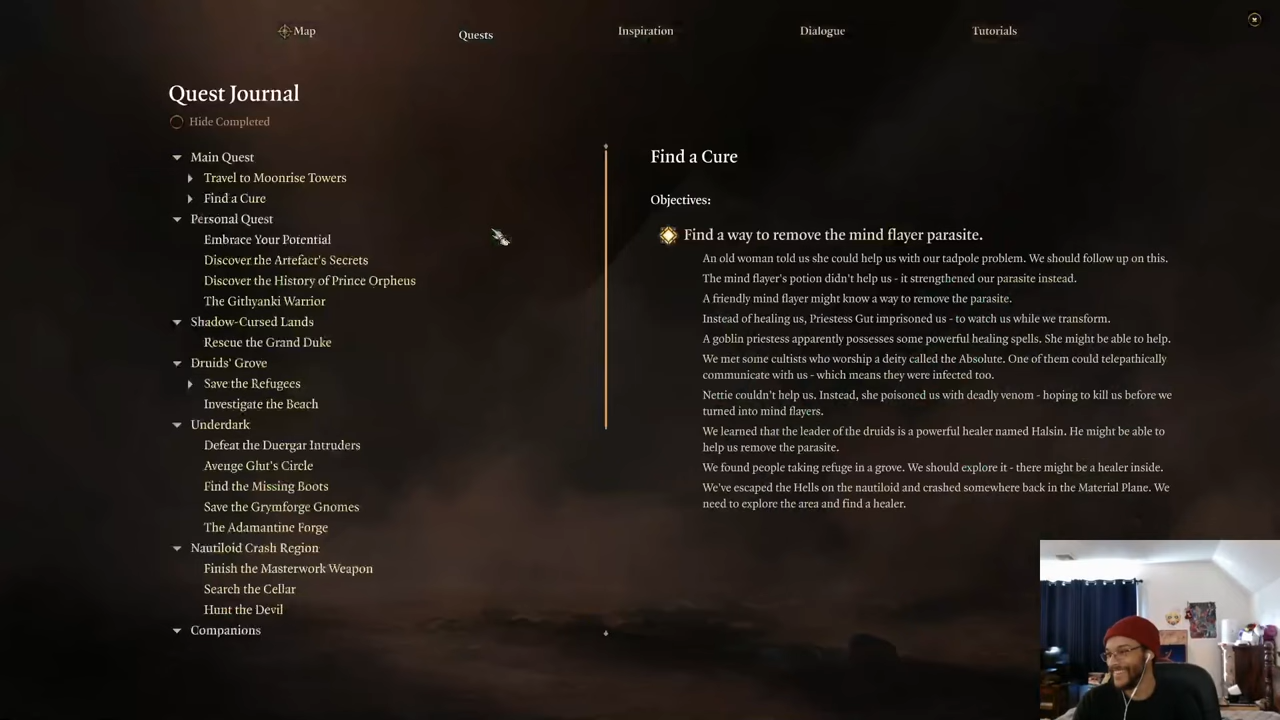 Map
Quests
Inspiration
Dialogue
Tutorials
Quest Journal
Hide Completed
Main Quest
Travel to Moonrise Towers
Find a Cure
Personal Quest
Embrace Your Potential
Discover the Artefact's Secrets
Discover the History of Prince Orpheus
The Githyanki Warrior
Shadow-Cursed Lands
Rescue the Grand Duke
Druids' Grove
Save the Refugees
Investigate the Beach
Underdark
Defeat the Duergar Intruders
Avenge Glut's Circle
Find the Missing Boots
Save the Grymforge Gnomes
The Adamantine Forge
Nautiloid Crash Region
Finish the Masterwork Weapon
Search the Cellar
Hunt the Devil
Companions
Find a Cure
Objectives:
Find a way to remove the mind flayer parasite.
An old woman told us she could help us with our tadpole problem. We should follow up on this.
The mind flayer's potion didn't help us - it strengthened our parasite instead.
A friendly mind flayer might know a way to remove the parasite.
Instead of healing us, Priestess Gut imprisoned us - to watch us while we transform.
A goblin priestess apparently possesses some powerful healing spells. She might be able to help.
We met some cultists who worship a deity called the Absolute. One of them could telepathically
communicate with us - which means they were infected too.
Nettie couldn't help us. Instead, she poisoned us with deadly venom - hoping to kill us before we
turned into mind flayers.
We learned that the leader of the druids is a powerful healer named Halsin. He might be able to
help us remove the parasite.
We found people taking refuge in a grove. We should explore it - there might be a healer inside.
We've escaped the Hells on the nautiloid and crashed somewhere back in the Material Plane. We
need to explore the area and find a healer.